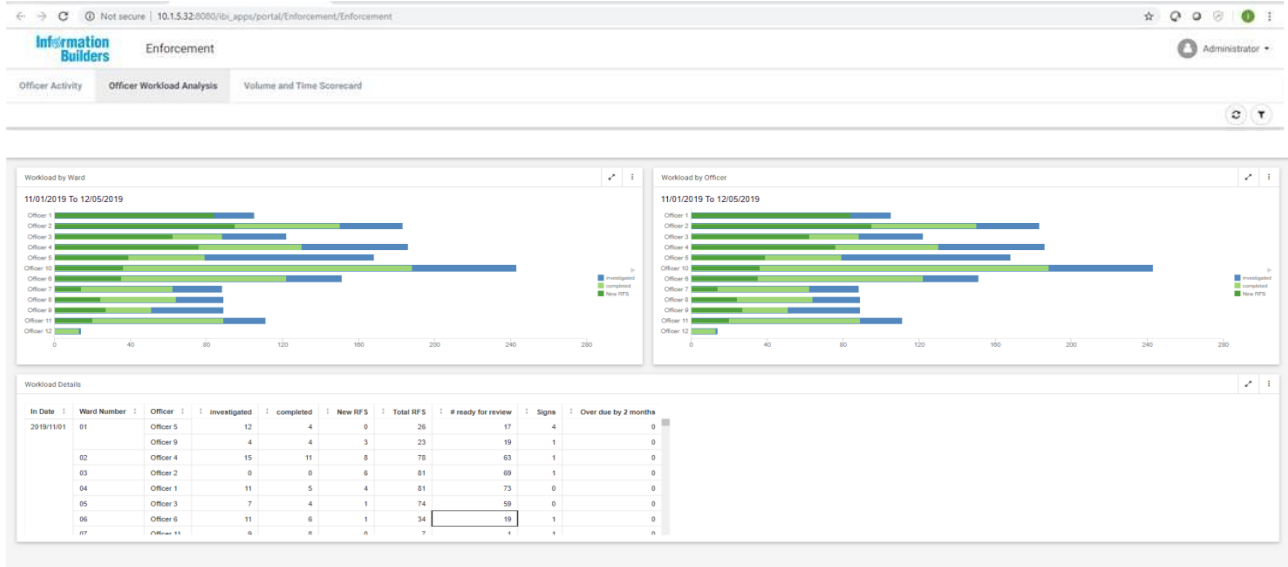 Not secure | 10.1.5.32:8080/ibi_apps/portal/Enforcement/Enforcement
Information Builders
Enforcement
Administrator
Officer Activity Officer Workload Analysis Volume and Time Scorecard
Workload by Ward
11/01/2019 To 12/05/2019
Officer 1
Officer 2
Officer 3
Officer 4
Officer 5
Officer 10
Officer 6
Officer 7
Officer 8
Officer 9
Officer 11
Officer 12
0 40 80 120 160 200 240 280
investigated
completed
New RFS
Workload by Officer
11/01/2019 To 12/05/2019
Officer 1
Officer 2
Officer 3
Officer 4
Officer 5
Officer 10
Officer 6
Officer 7
Officer 8
Officer 9
Officer 11
Officer 12
0 40 80 120 160 200 240 280
investigated
completed
New RFS
Workload Details
In Date Ward Number Officer investigated completed New RFS Total RFS # ready for review Signs Over due by 2 months
2019/11/01 01 Officer 5 12 4 0 26 17 4 0
Officer 9 4 4 3 23 19 1 0
02 Officer 4 15 11 8 78 63 1 0
03 Officer 2 0 0 6 81 69 1 0
04 Officer 1 11 5 4 81 73 0 0
05 Officer 3 7 4 1 74 59 0 0
06 Officer 6 11 6 1 34 19 1 0
07 Officer 11 9 8 0 7 1 1 0